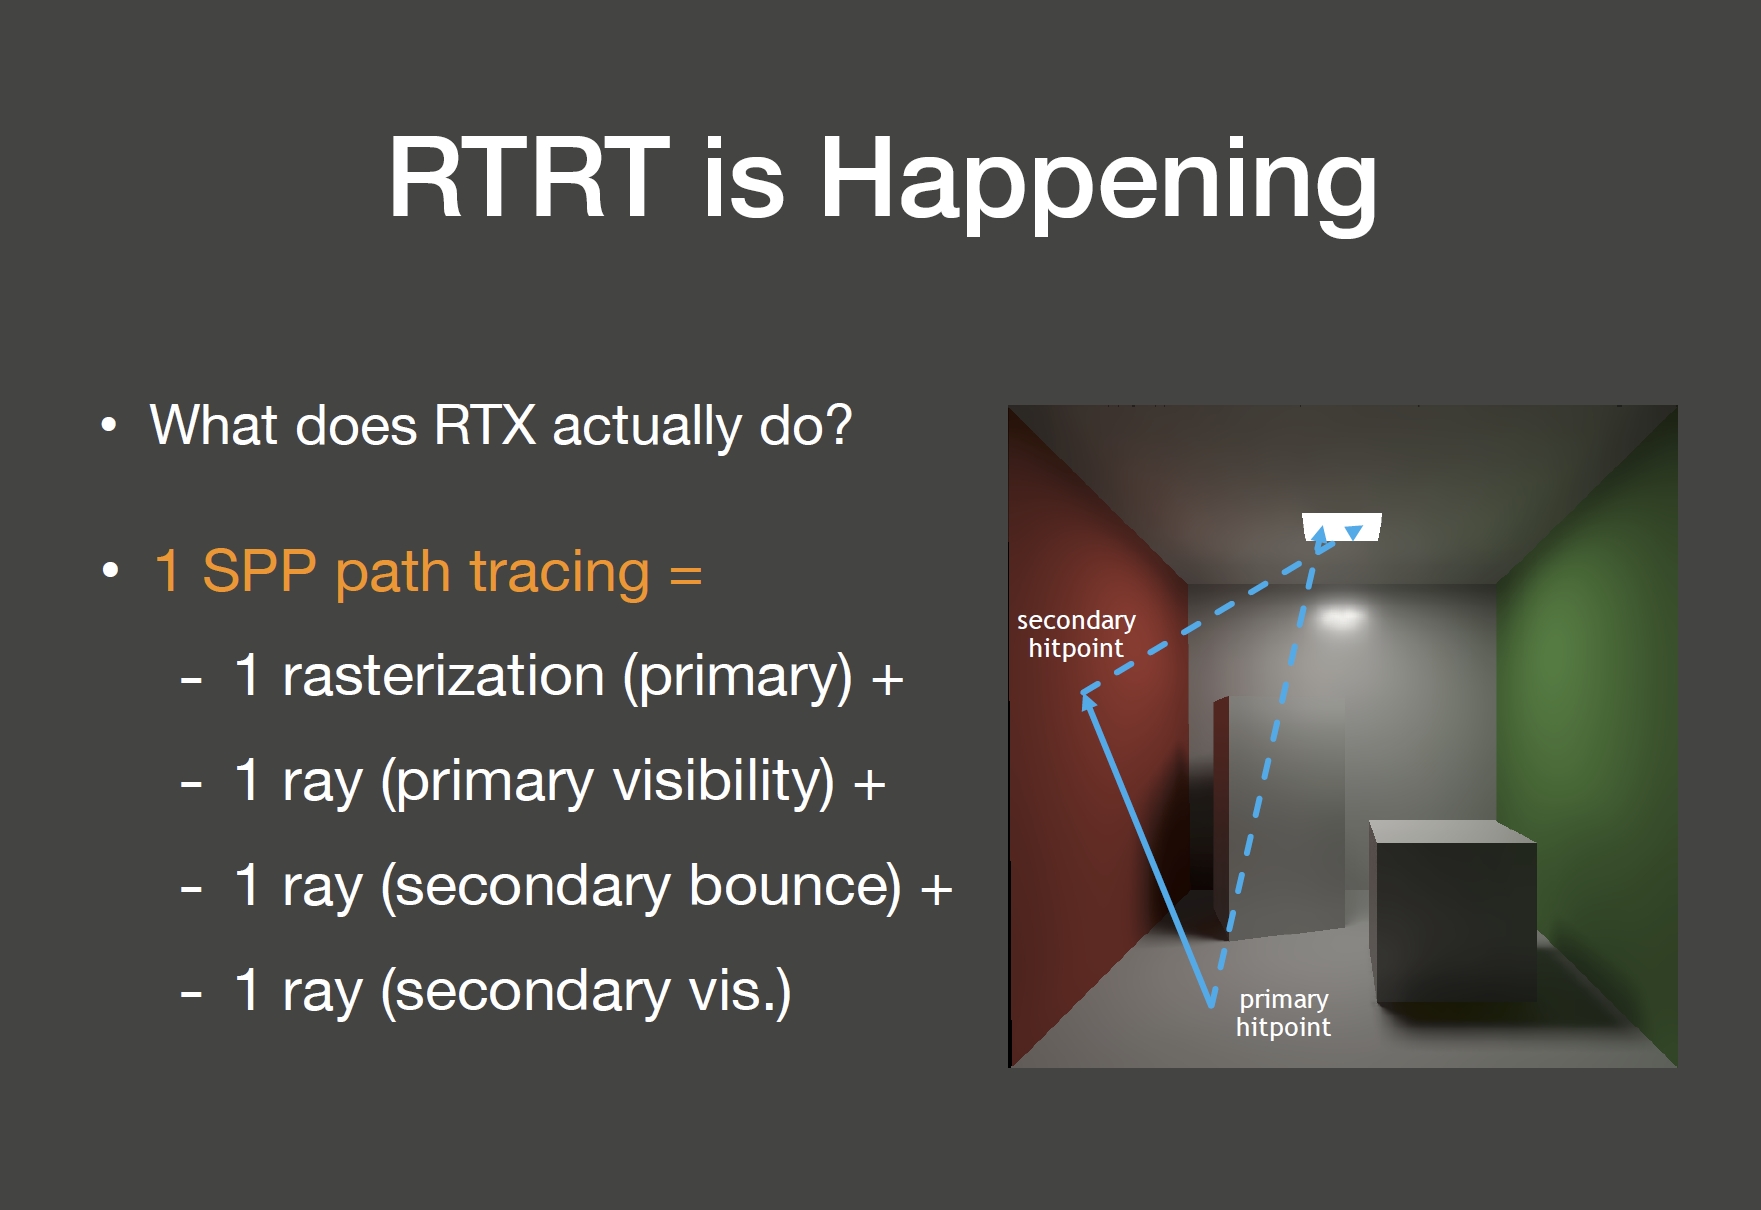 RTRT is Happening
• What does RTX actually do?
• 1 SPP path tracing =
- 1 rasterization (primary) +
- 1 ray (primary visibility) +
- 1 ray (secondary bounce) +
- 1 ray (secondary vis.)
secondary
hitpoint
primary
hitpoint